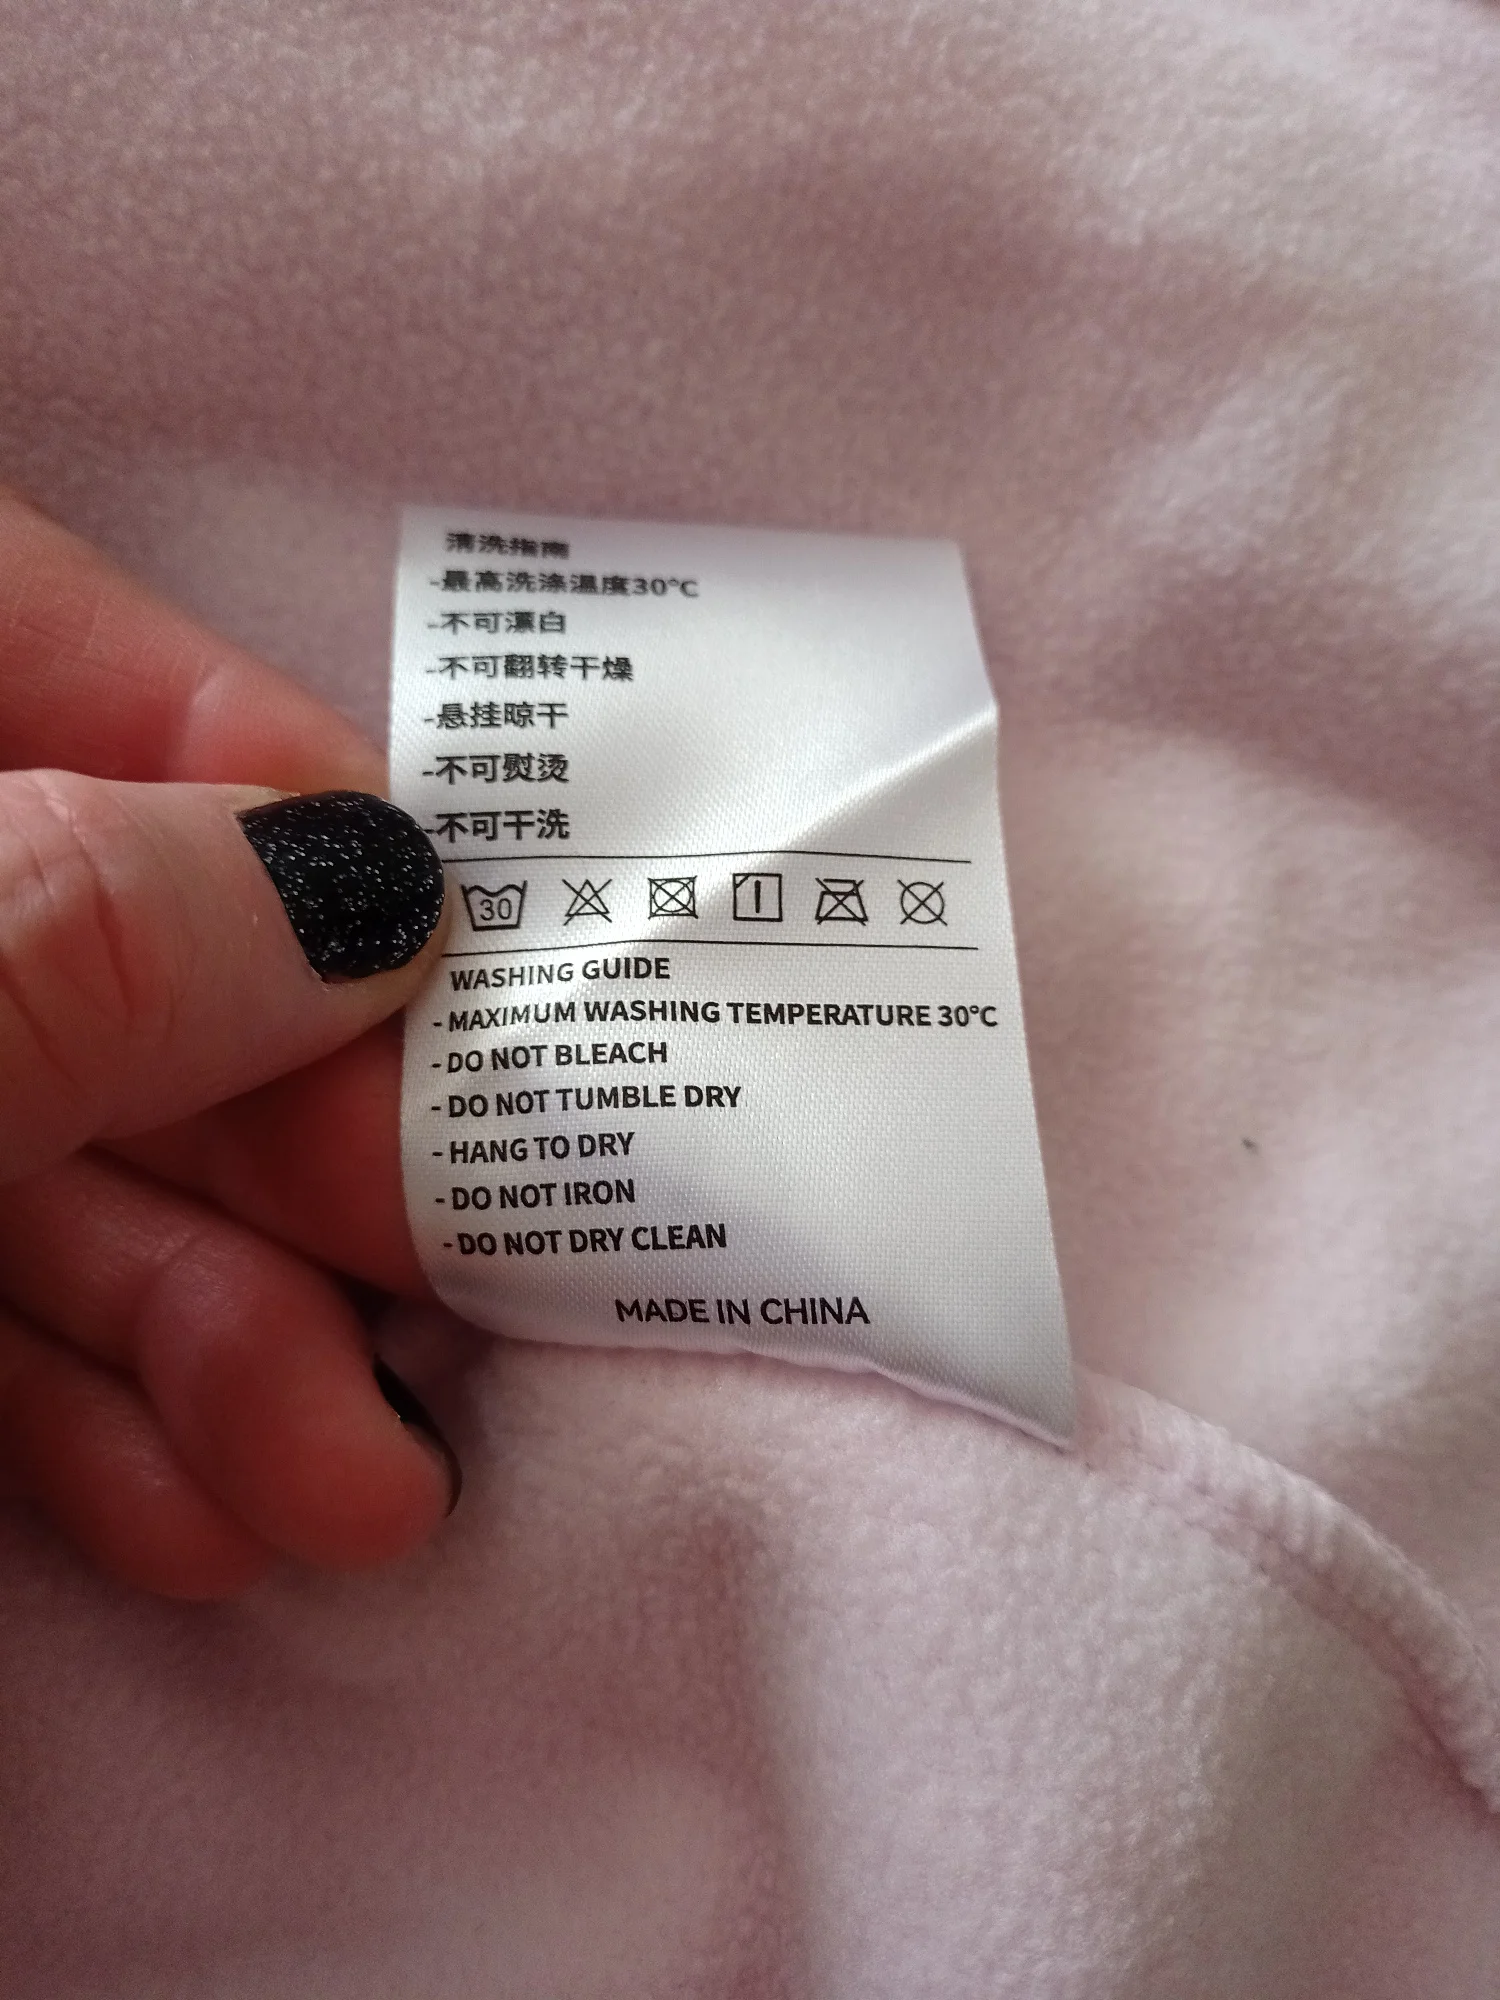 清洗指南
-最高洗涤温度30°C
-不可漂白
-不可翻转干燥
-悬挂晾干
-不可熨烫
-不可干洗
30
WASHING GUIDE
- MAXIMUM WASHING TEMPERATURE 30°C
- DO NOT BLEACH
- DO NOT TUMBLE DRY
- HANG TO DRY
- DO NOT IRON
- DO NOT DRY CLEAN
MADE IN CHINA